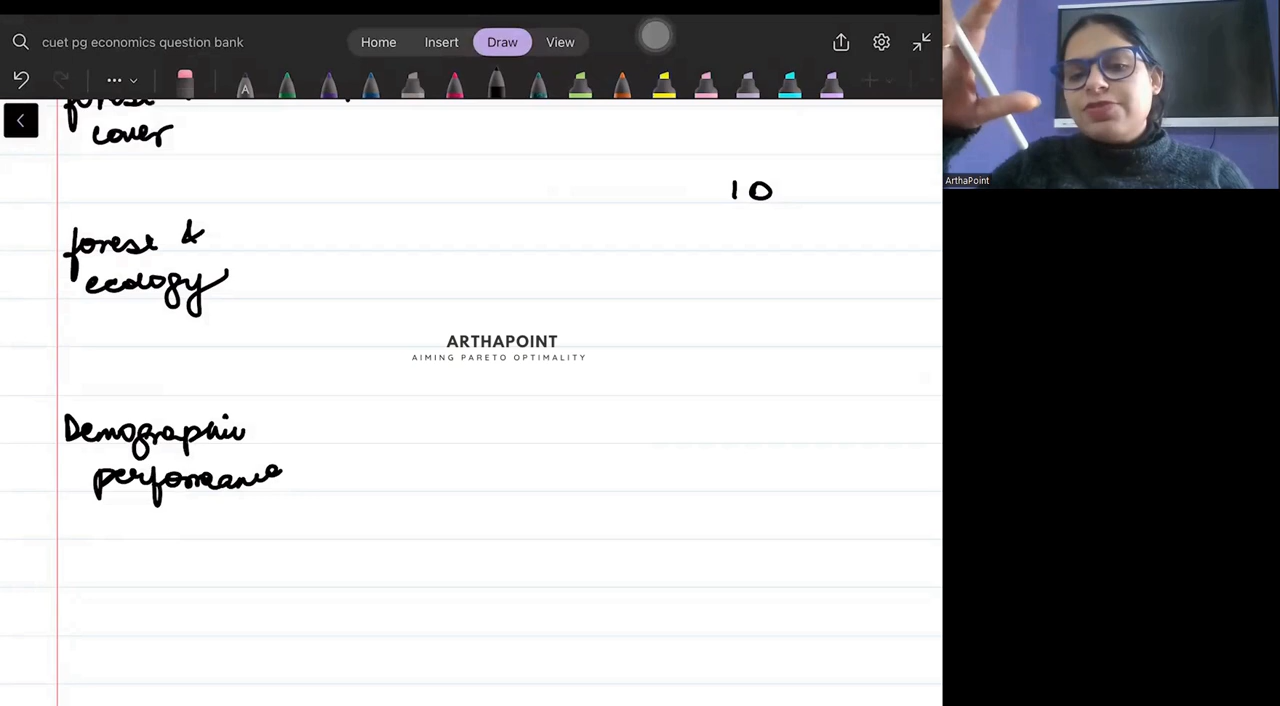 cuet pg economics question bank
Home Insert Draw View
A
cover
10
forest &
ecology
ARTHAPOINT
AIMING PARETO OPTIMALITY
Demographic
performance
ArthaPoint